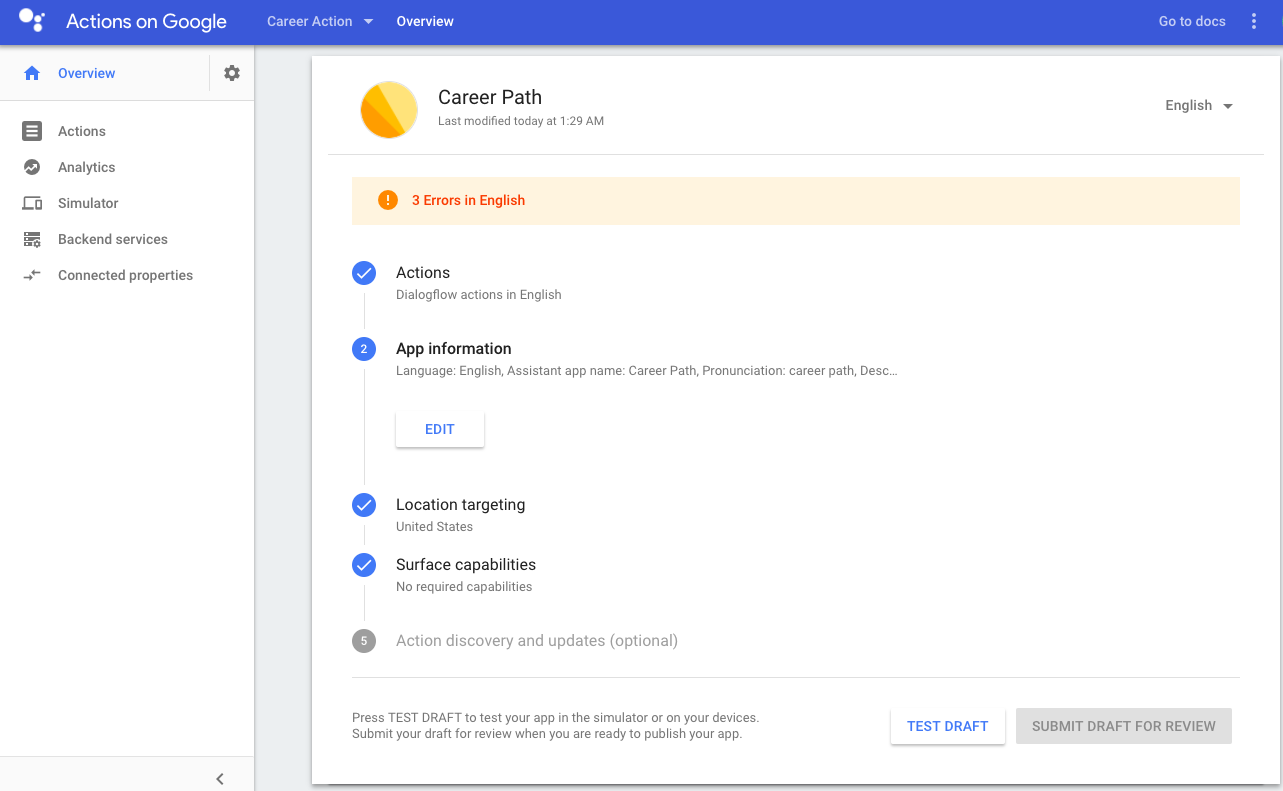 Actions on Google
Career Action
Overview
Go to docs
Overview
Actions
Analytics
Simulator
Backend services
Connected properties
Career Path
Last modified today at 1:29 AM
English
! 3 Errors in English
Actions
Dialogflow actions in English
2 App information
Language: English, Assistant app name: Career Path, Pronunciation: career path, Desc...
EDIT
Location targeting
United States
Surface capabilities
No required capabilities
5 Action discovery and updates (optional)
Press TEST DRAFT to test your app in the simulator or on your devices.
Submit your draft for review when you are ready to publish your app.
TEST DRAFT
SUBMIT DRAFT FOR REVIEW